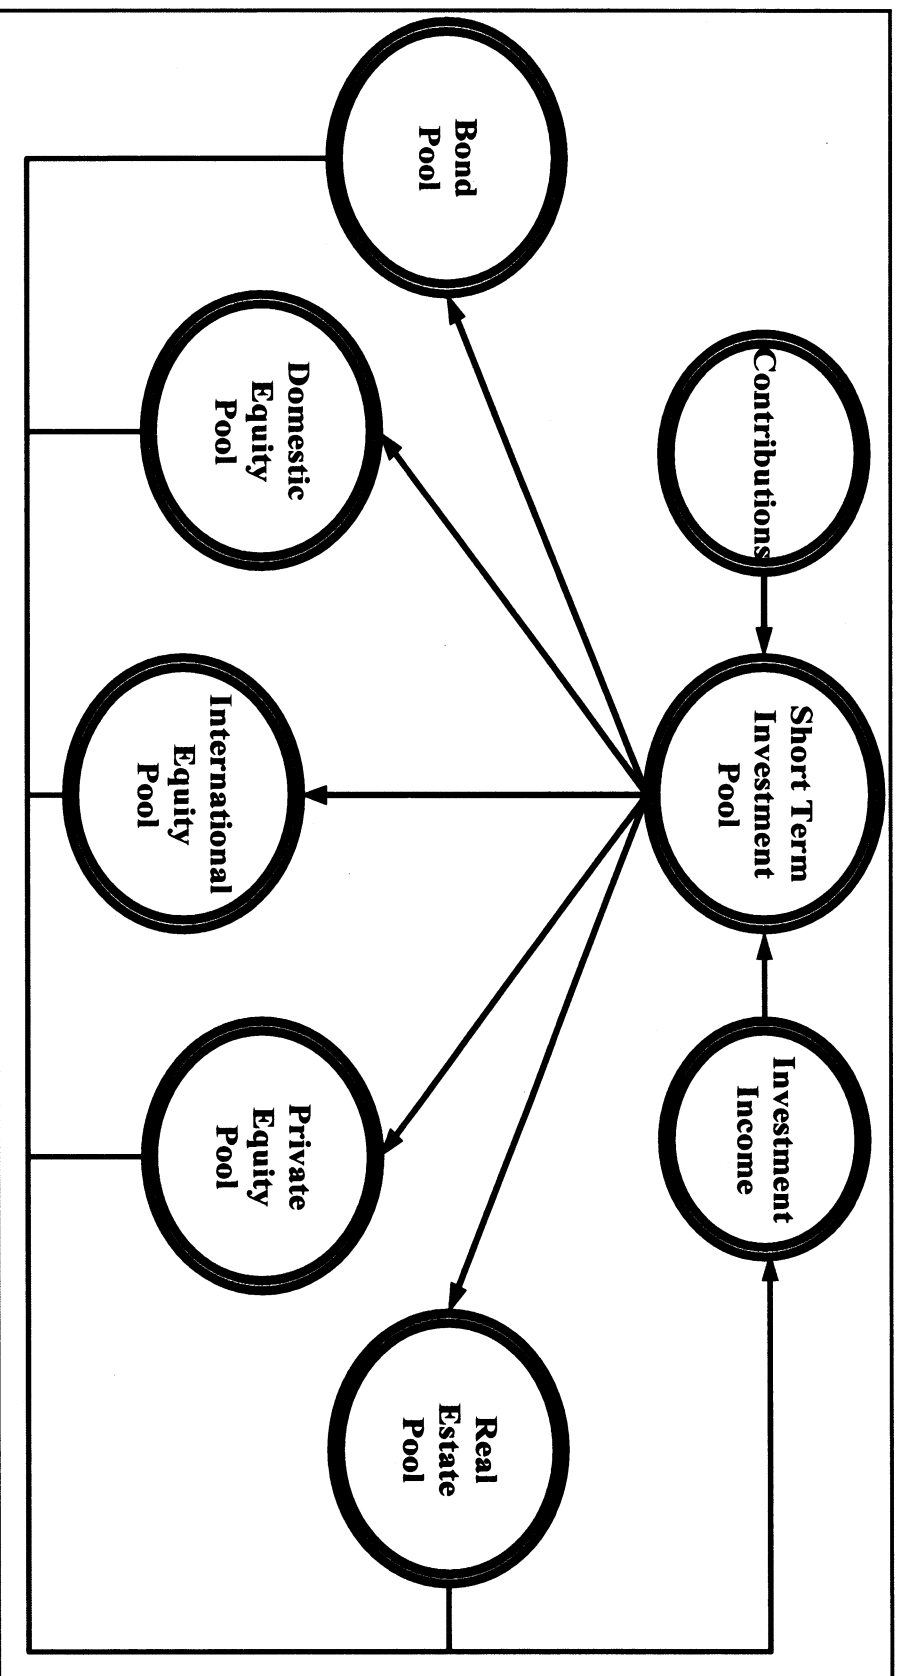 Contributions
Short Term
Investment
Pool
Investment
Income
Bond
Pool
Domestic
Equity
Pool
International
Equity
Pool
Private
Equity
Pool
Real
Estate
Pool